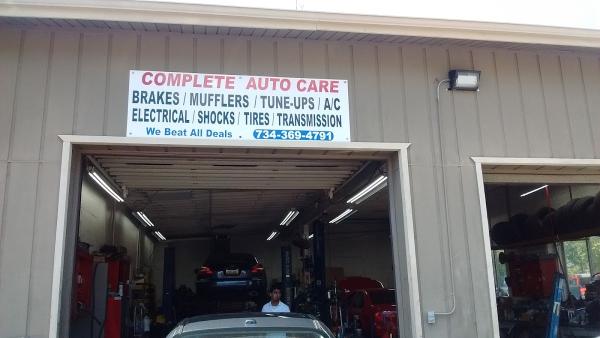 COMPLETE AUTO CARE
BRAKES / MUFFLERS / TUNE-UPS / A/C
ELECTRICAL / SHOCKS / TIRES / TRANSMISSION
We Beat All Deals . 734-369-4791